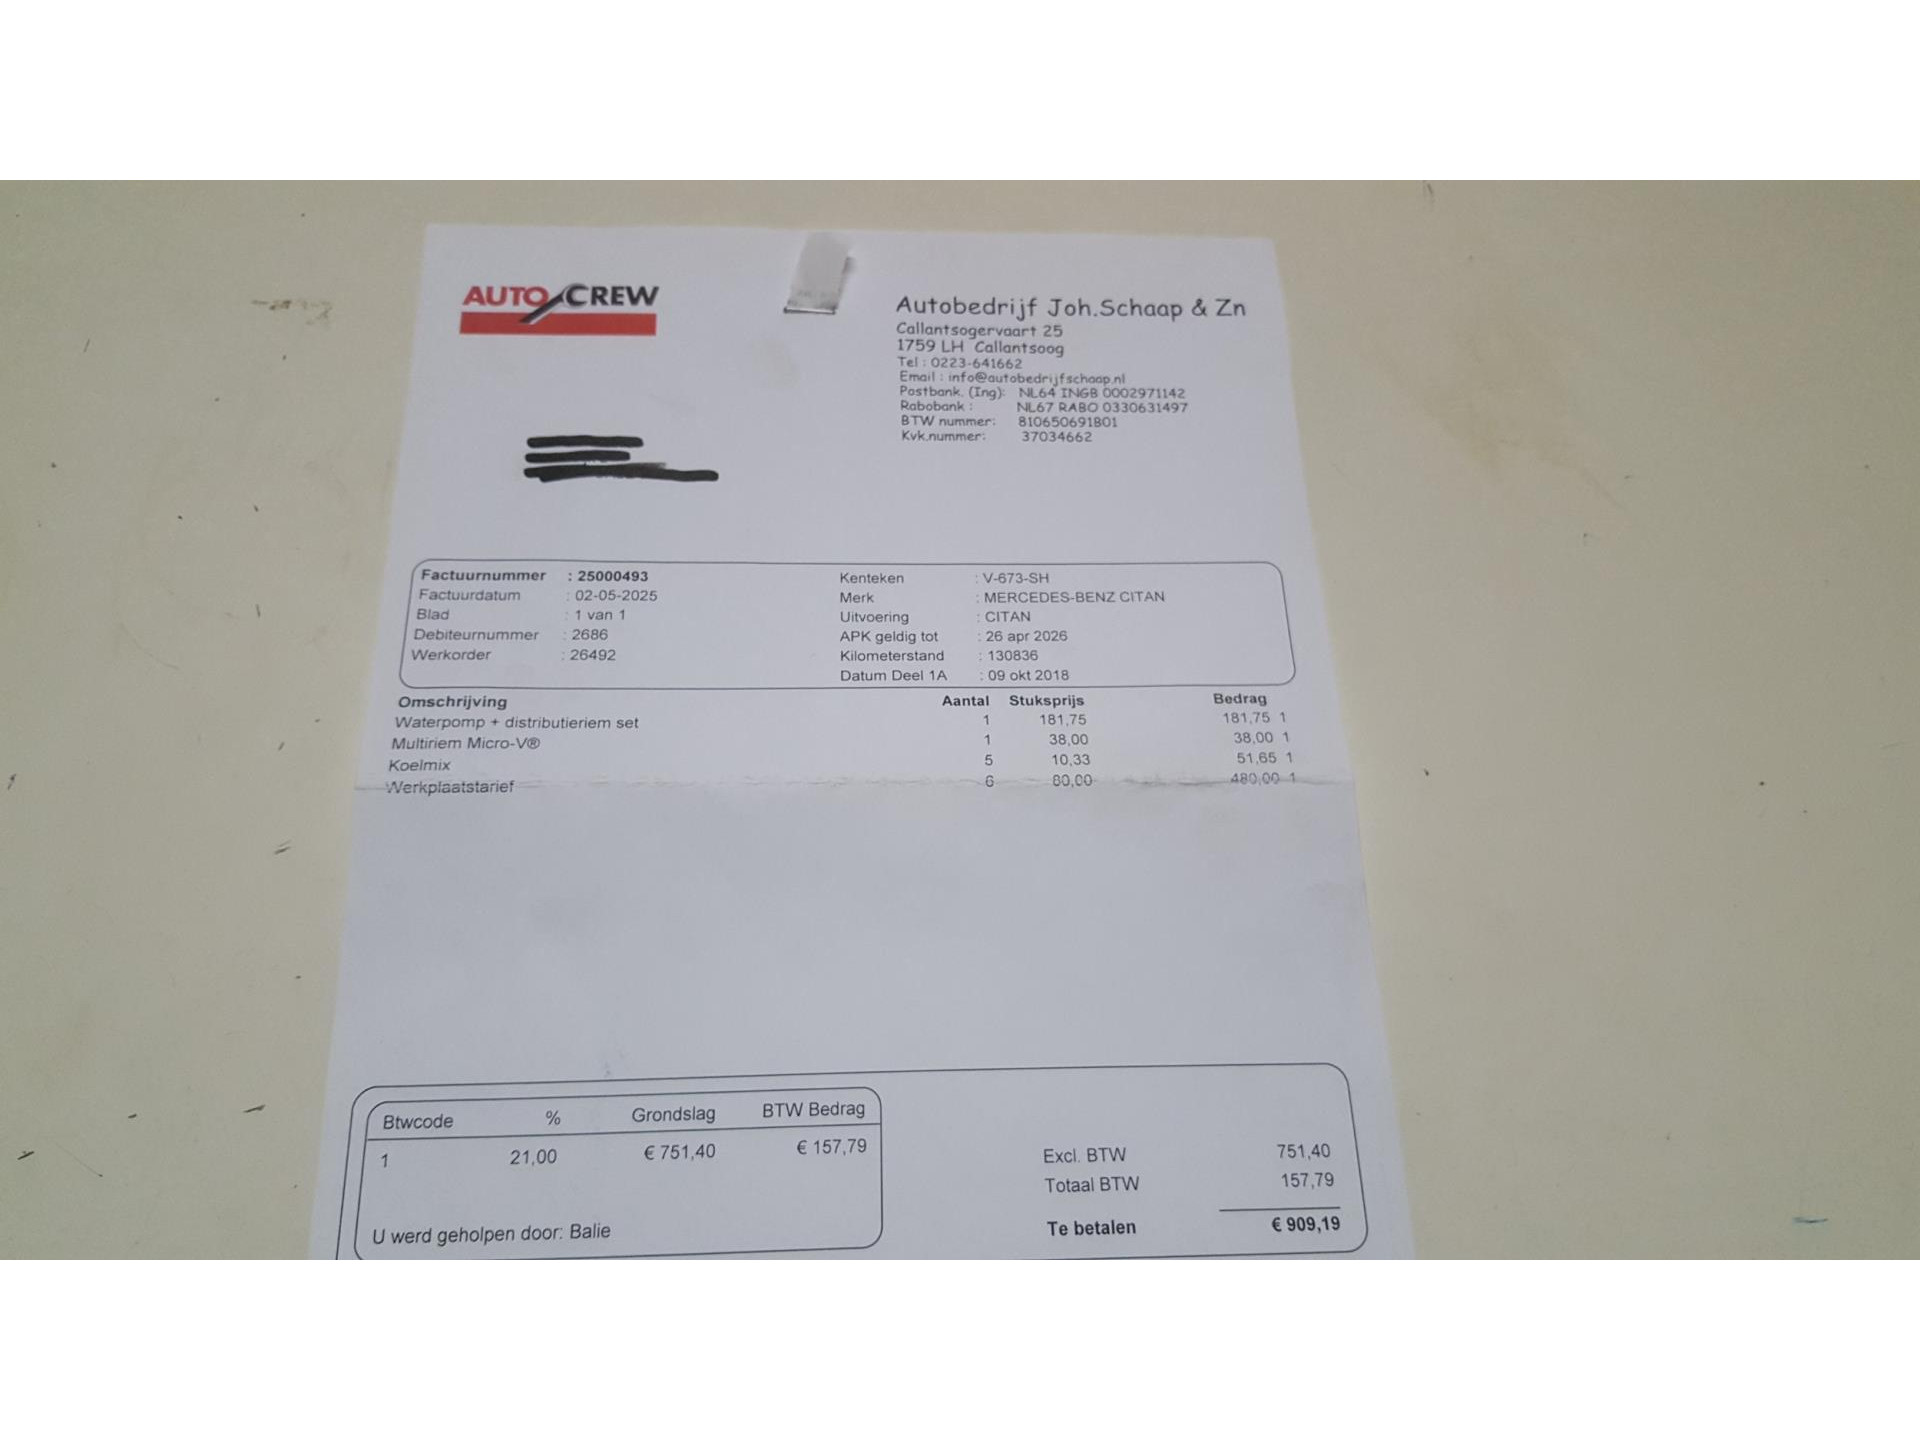 AUTO CREW
Autobedrijf Joh.Schaap & Zn
Callantsogervaart 25
1759 LH Callantsoog
Tel : 0223-641662
Email : info@autobedrijfschaap.nl
Postbank. (Ing): NL64 INGB 0002971142
Rabobank : NL67 RABO 0330631497
BTW nummer: 810650691B01
Kvk.nummer: 37034662
Factuurnummer : 25000493 Kenteken : V-673-SH
Factuurdatum : 02-05-2025 Merk : MERCEDES-BENZ CITAN
Blad : 1 van 1 Uitvoering : CITAN
Debiteurnummer : 2686 APK geldig tot : 26 apr 2026
Werkorder : 26492 Kilometerstand : 130836
Datum Deel 1A : 09 okt 2018
Omschrijving Aantal Stuksprijs Bedrag
Waterpomp + distributieriem set 1 181,75 181,75 1
Multiriem Micro-V® 1 38,00 38,00 1
Koelmix 5 10,33 51,65 1
Werkplaatstarief 6 80,00 480,00 1
Btwcode % Grondslag BTW Bedrag
1 21,00 € 751,40 € 157,79
Excl. BTW 751,40
Totaal BTW 157,79
U werd geholpen door: Balie
Te betalen € 909,19